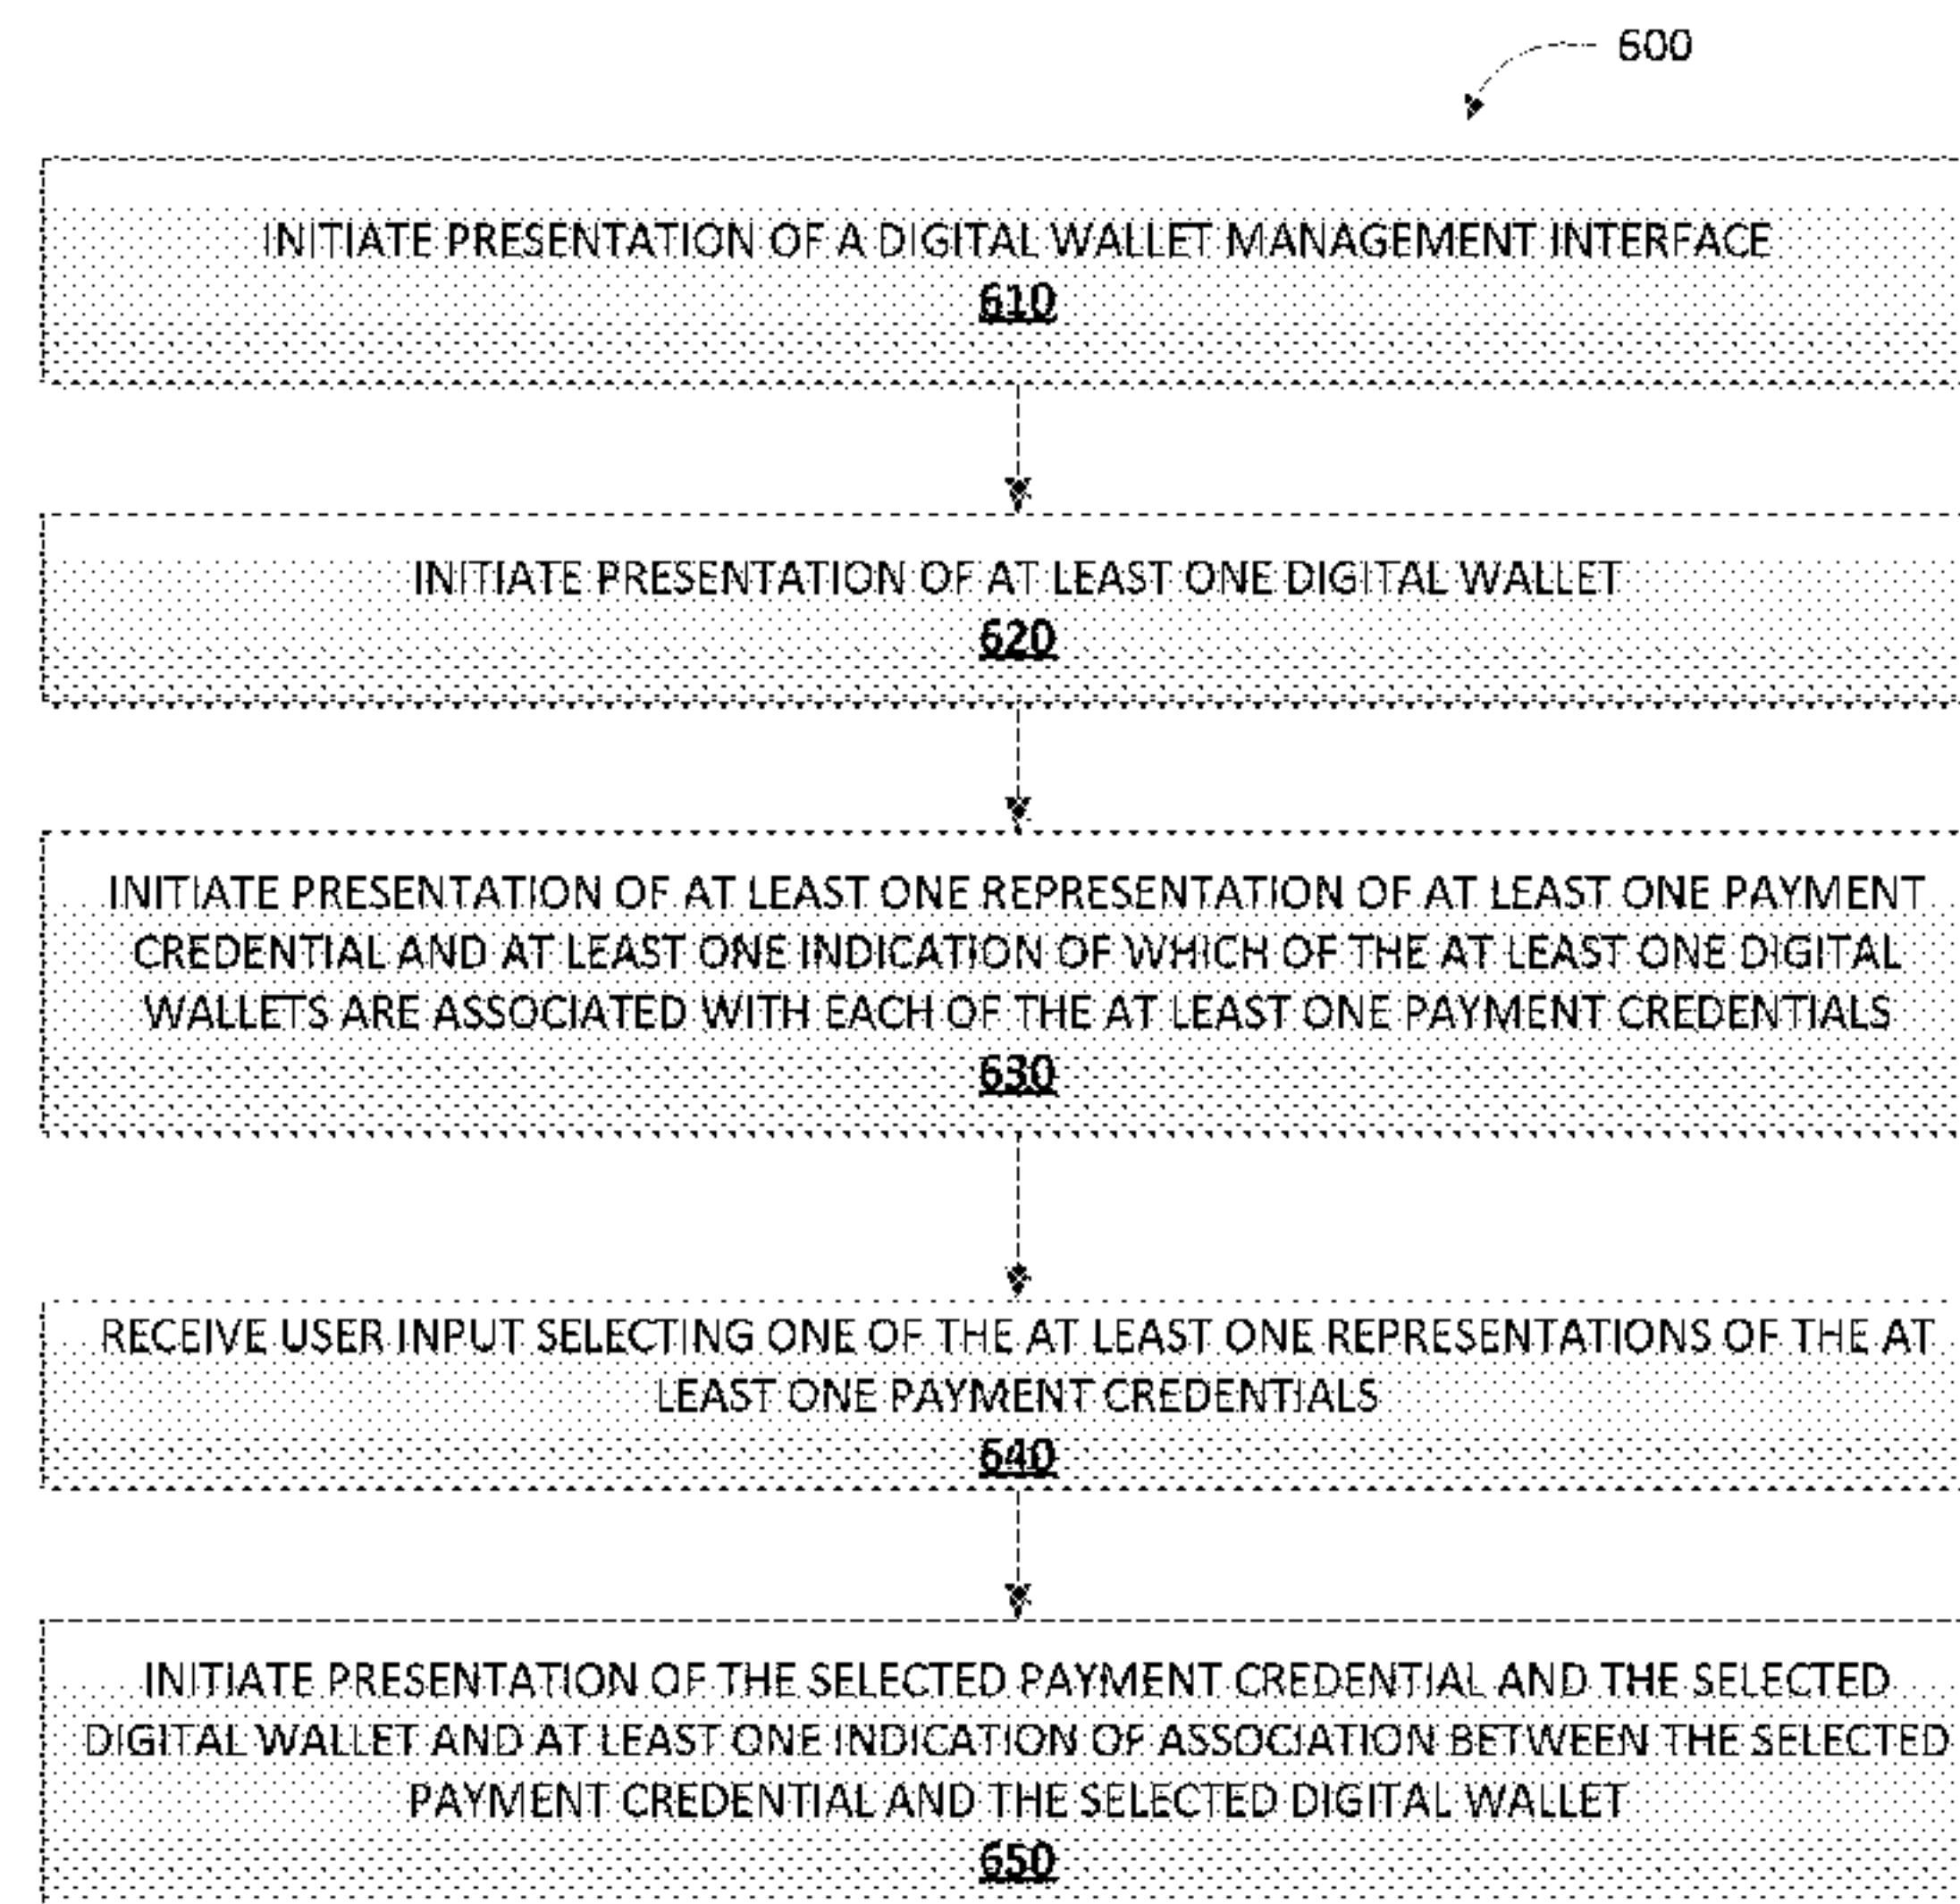 600
INITIATE PRESENTATION OF A DIGITAL WALLET MANAGEMENT INTERFACE
610
INITIATE PRESENTATION OF AT LEAST ONE DIGITAL WALLET
620
INITIATE PRESENTATION OF AT LEAST ONE REPRESENTATION OF AT LEAST ONE PAYMENT
CREDENTIAL AND AT LEAST ONE INDICATION OF WHICH OF THE AT LEAST ONE DIGITAL
WALLETS ARE ASSOCIATED WITH EACH OF THE AT LEAST ONE PAYMENT CREDENTIALS
630
RECEIVE USER INPUT SELECTING ONE OF THE AT LEAST ONE REPRESENTATIONS OF THE AT
LEAST ONE PAYMENT CREDENTIALS
640
INITIATE PRESENTATION OF THE SELECTED PAYMENT CREDENTIAL AND THE SELECTED
DIGITAL WALLET AND AT LEAST ONE INDICATION OF ASSOCIATION BETWEEN THE SELECTED
PAYMENT CREDENTIAL AND THE SELECTED DIGITAL WALLET
650